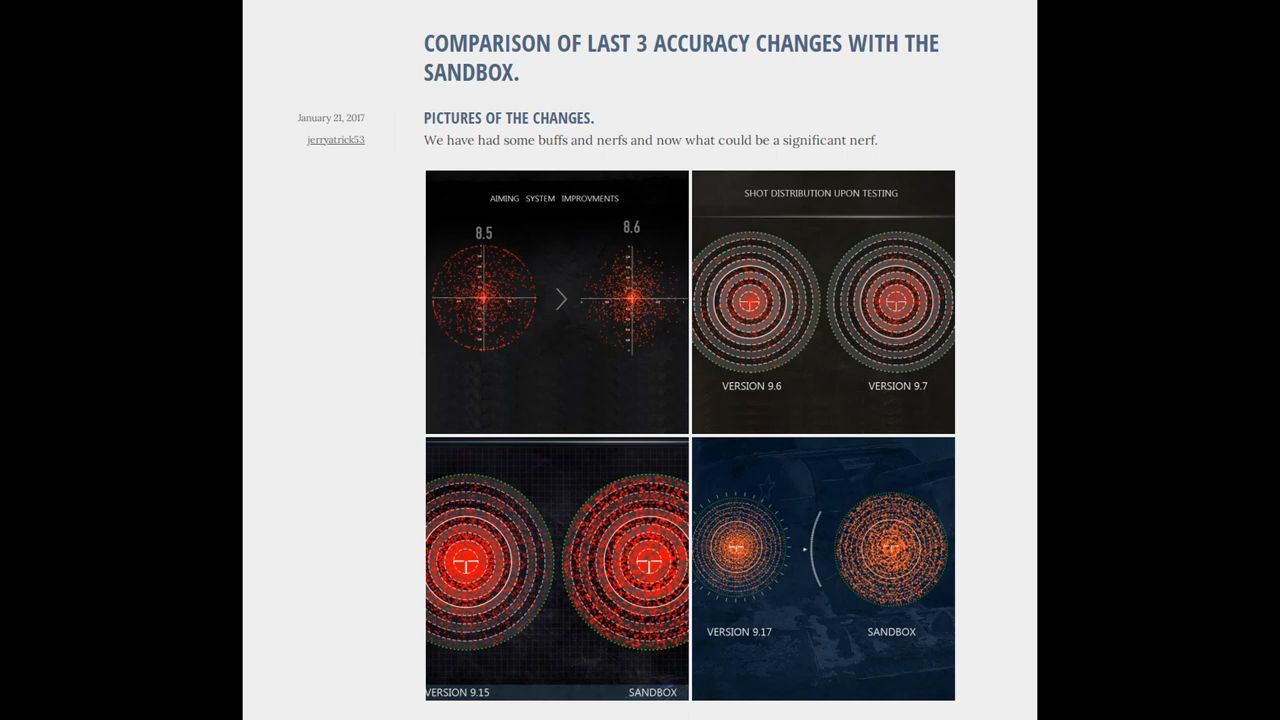 COMPARISON OF LAST 3 ACCURACY CHANGES WITH THE
SANDBOX.
January 21, 2017
jerryatrick53
PICTURES OF THE CHANGES.
We have had some buffs and nerfs and now what could be a significant nerf.
AIMING SYSTEM IMPROVMENTS
8.5
8.6
SHOT DISTRIBUTION UPON TESTING
VERSION 9.6
VERSION 9.7
VERSION 9.15
SANDBOX
VERSION 9.17
SANDBOX